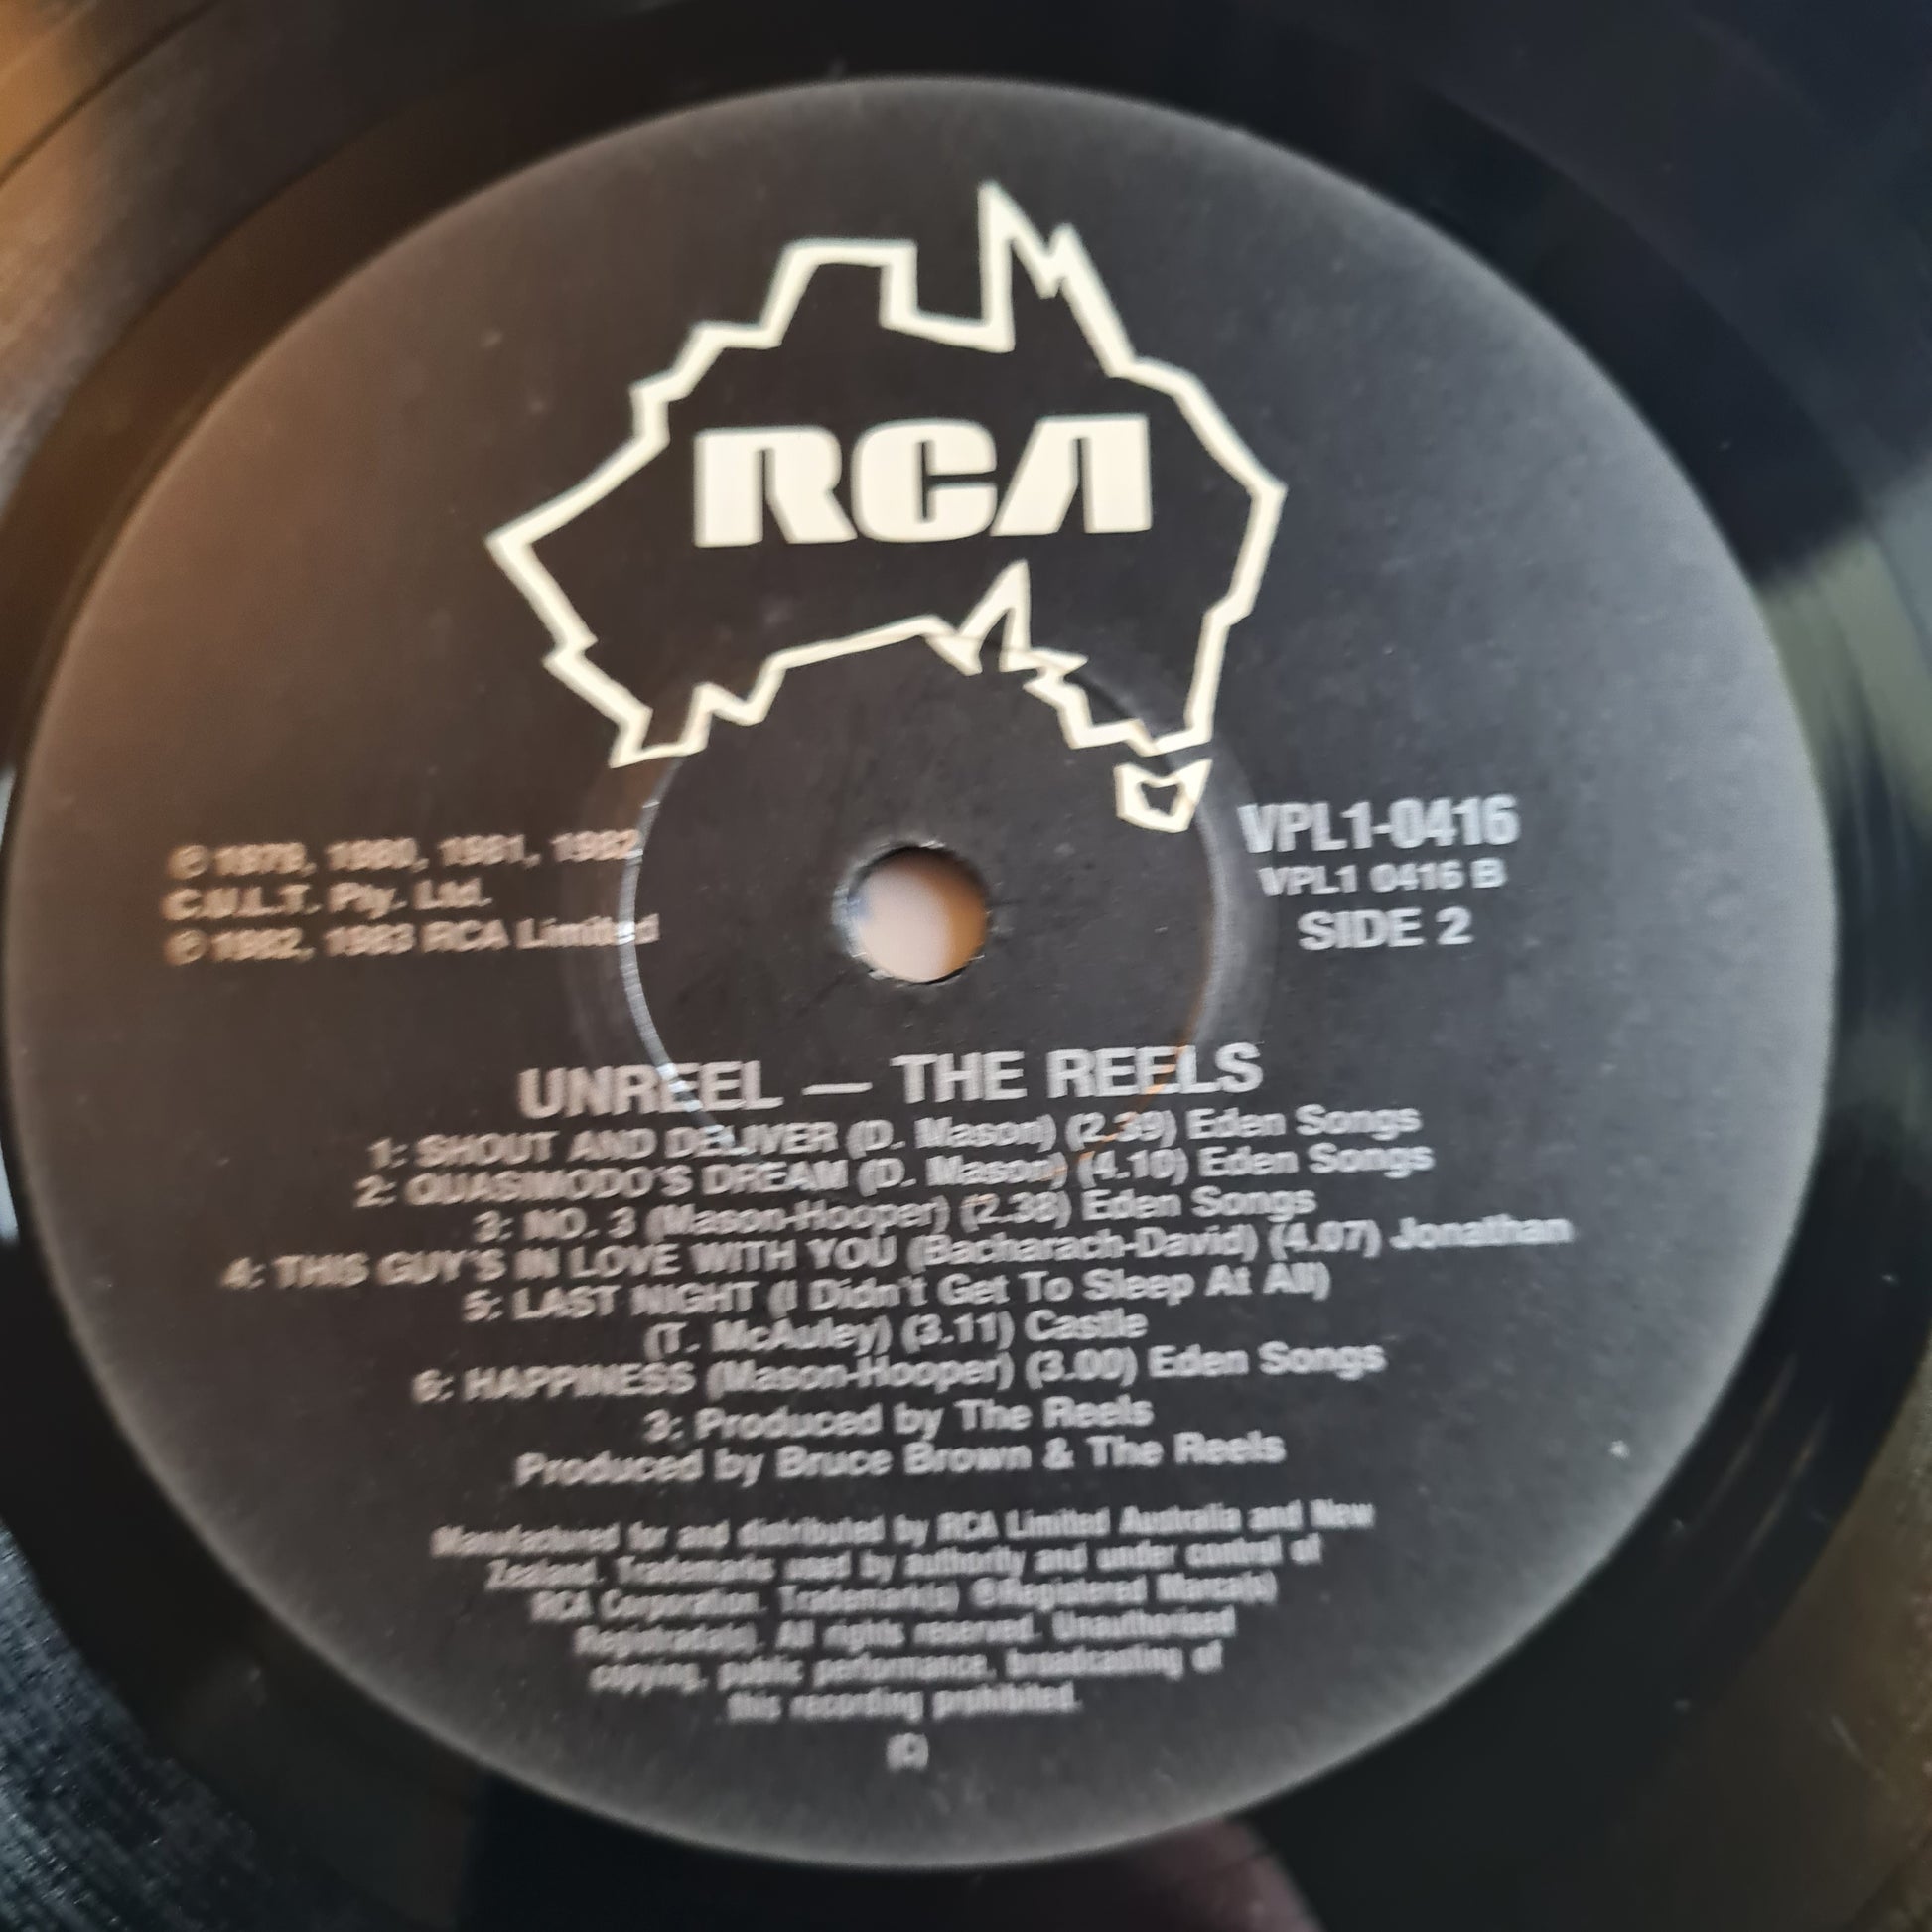 RCA
℗ 1979, 1980, 1981, 1982
C.U.L.T. Pty. Ltd.
℗ 1982, 1983 RCA Limited
VPL1-0416
VPL1 0416 B
SIDE 2
UNREEL — THE REELS
1: SHOUT AND DELIVER (D. Mason) (2.39) Eden Songs
2: QUASIMODO'S DREAM (D. Mason) (4.10) Eden Songs
3: NO. 3 (Mason-Hooper) (2.38) Eden Songs
4: THIS GUY'S IN LOVE WITH YOU (Bacharach-David) (4.07) Jonathan
5: LAST NIGHT (I Didn't Get To Sleep At All)
(T. McAuley) (3.11) Castle
6: HAPPINESS (Mason-Hooper) (3.00) Eden Songs
3: Produced by The Reels
Produced by Bruce Brown & The Reels
Manufactured for and distributed by RCA Limited Australia and New
Zealand. Trademarks used by authority and under control of
RCA Corporation. Trademark(s) ®Registered Marca(s)
Registrada(s). All rights reserved. Unauthorised
copying, public performance, broadcasting of
this recording prohibited.
(C)